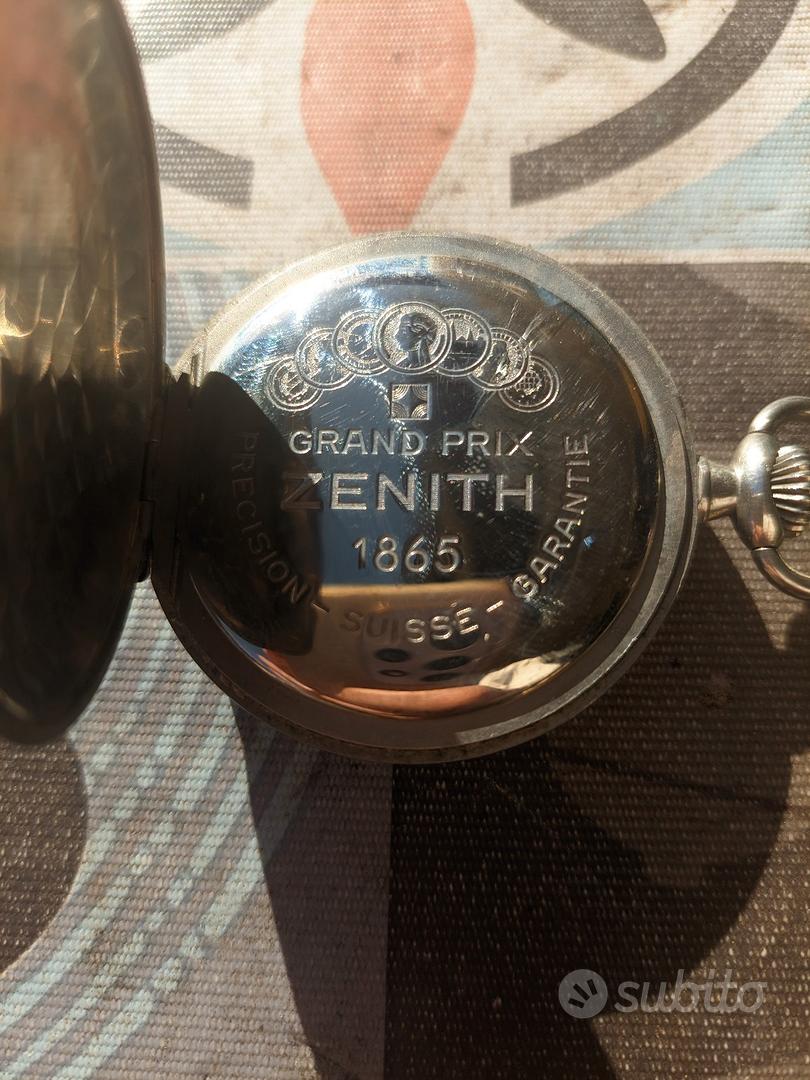 GRAND PRIX
ZENITH
1865
PRECISION - SUISSE - GARANTIE
subito